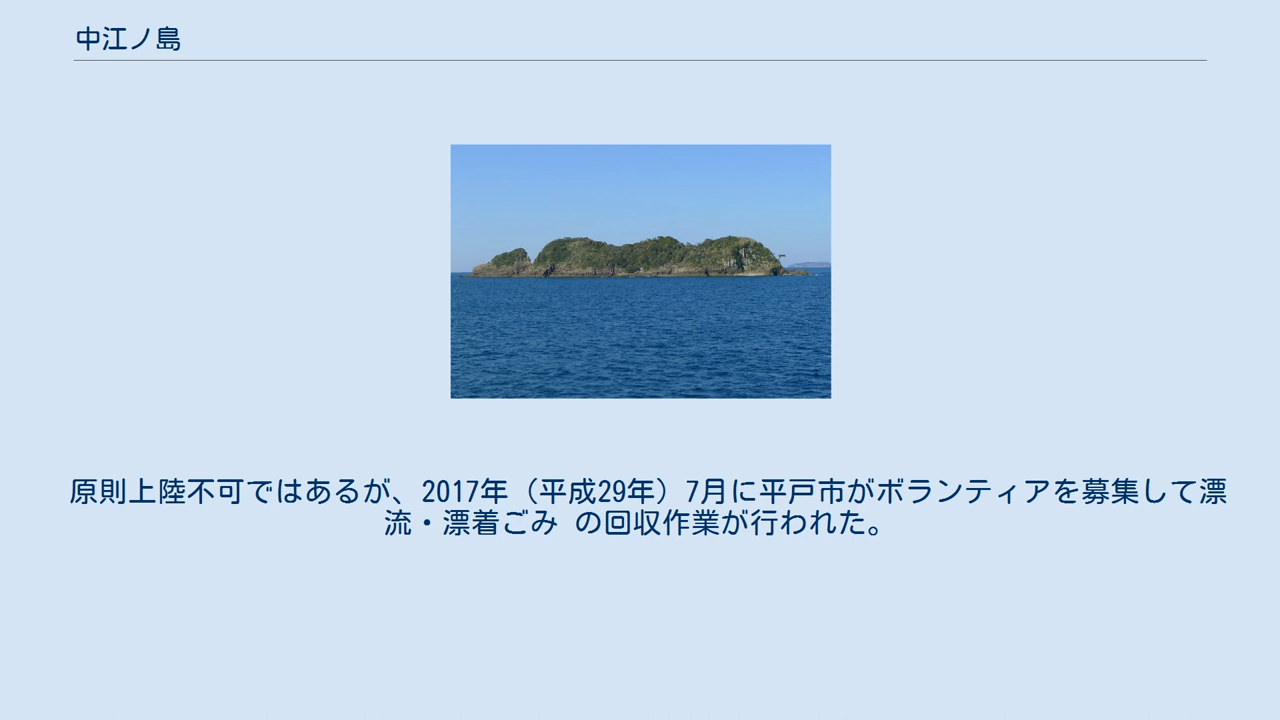 中江ノ島
原則上陸不可ではあるが、2017年（平成29年）7月に平戸市がボランティアを募集して漂
流・漂着ごみ の回収作業が行われた。